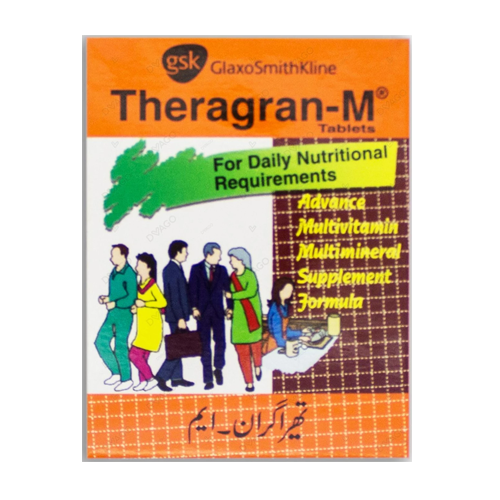 gsk GlaxoSmithKline
Theragran-M®
Tablets
For Daily Nutritional
Requirements
Advance
Multivitamin
Multimineral
Supplement
Formula
تھیراگران-ایم